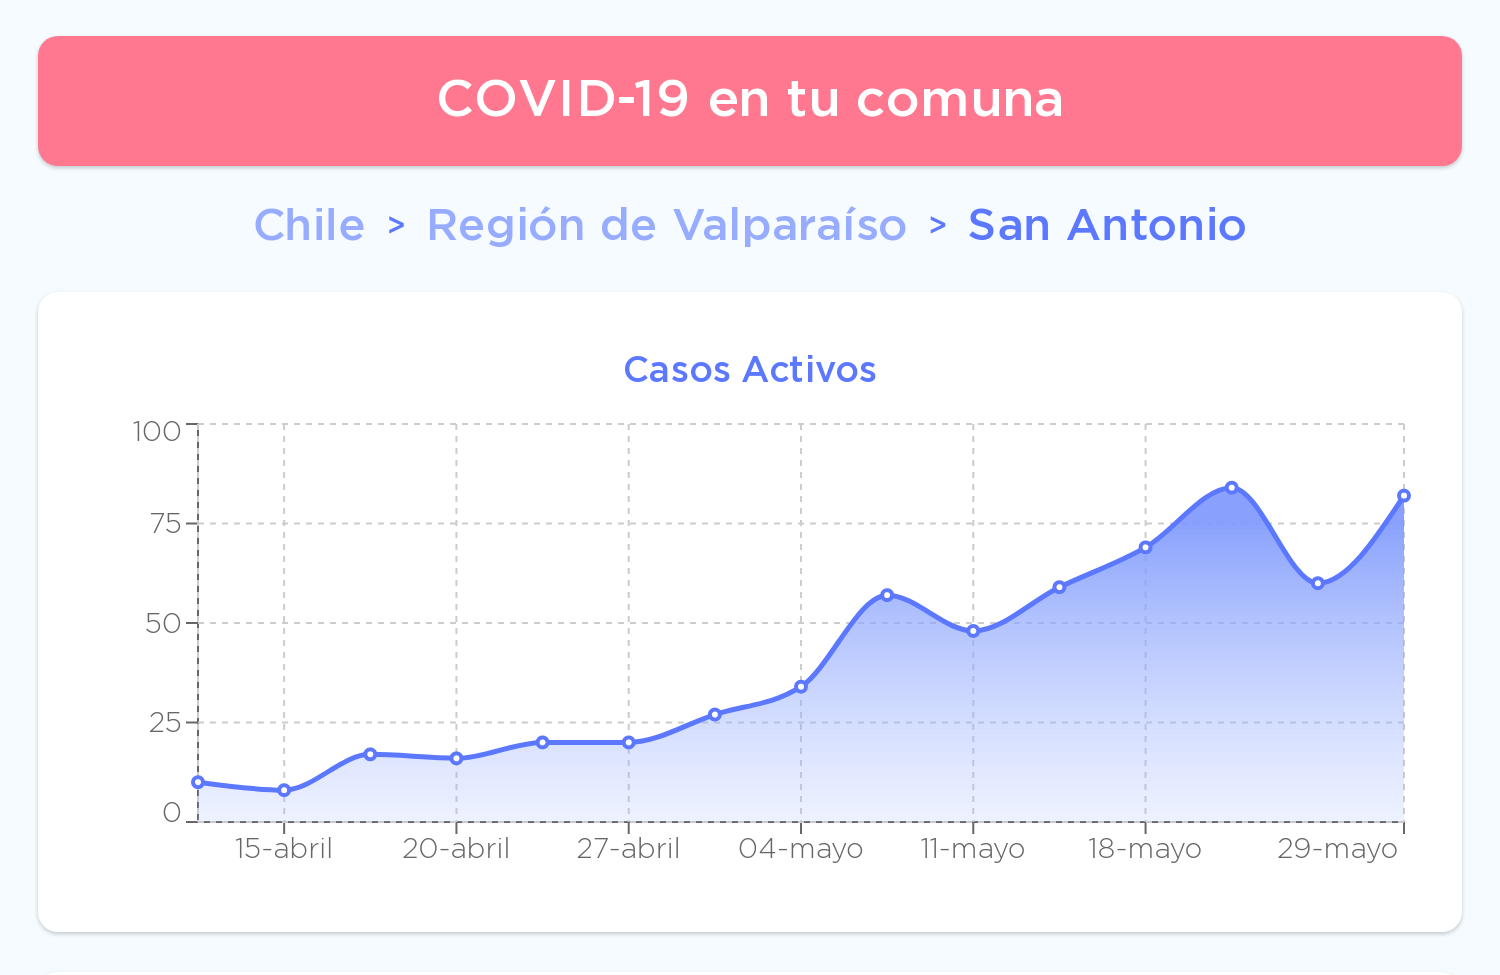 COVID-19 en tu comuna
Chile > Región de Valparaíso > San Antonio
Casos Activos
100
75
50
25
0
15-abril 20-abril 27-abril 04-mayo 11-mayo 18-mayo 29-mayo